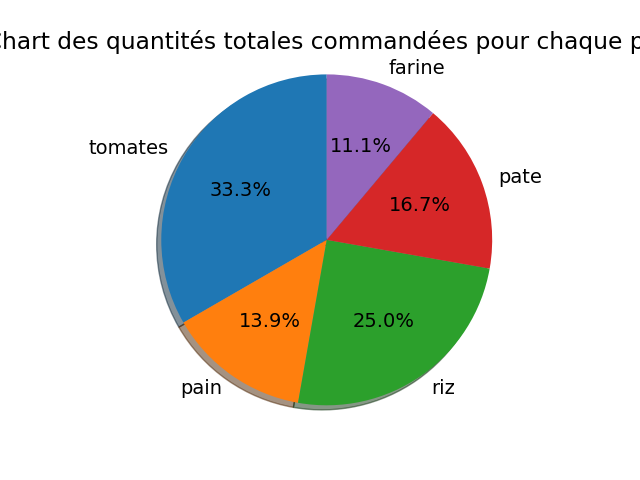 Chart des quantités totales commandées pour chaque p
farine
tomates
11.1%
pate
33.3%
16.7%
13.9%
25.0%
pain
riz